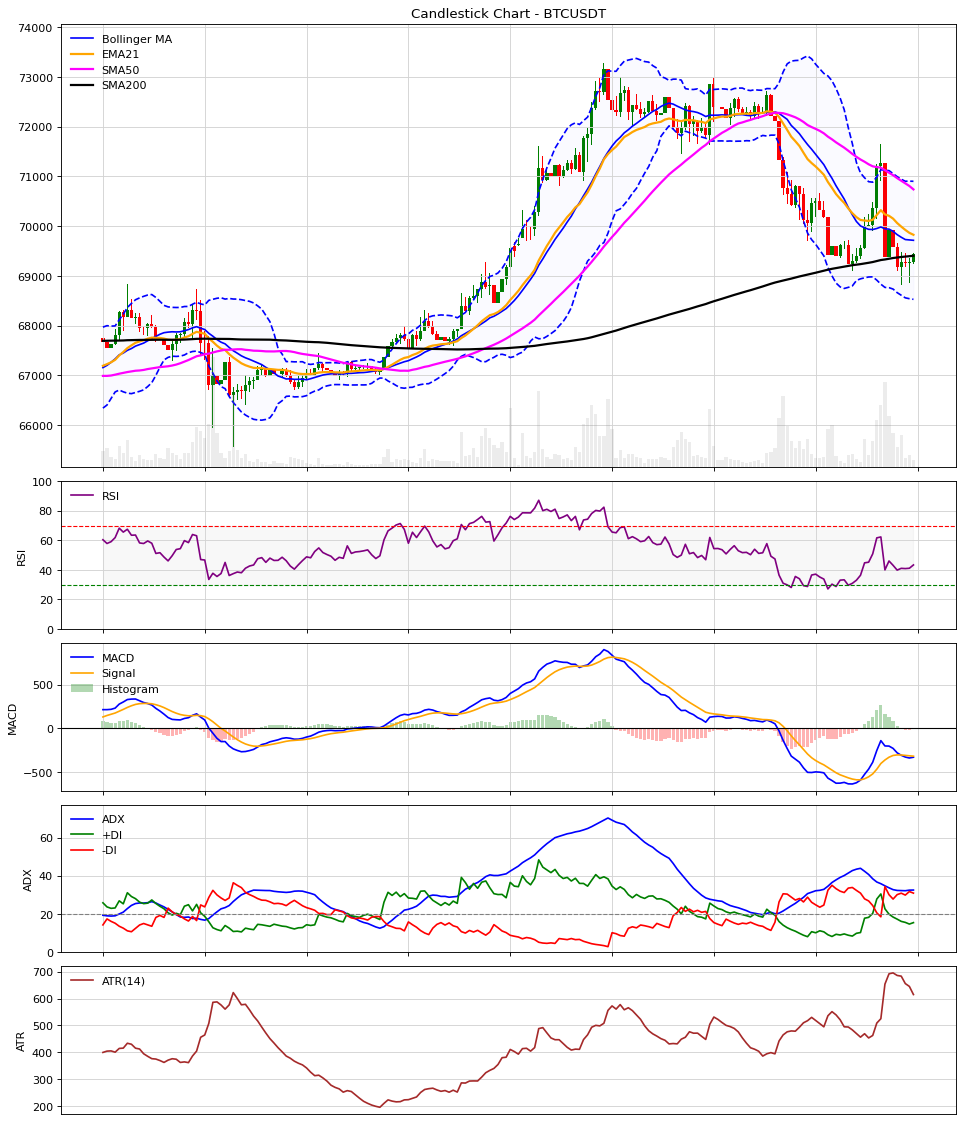 Candlestick Chart - BTCUSDT
74000
73000
72000
71000
70000
69000
68000
67000
66000
Bollinger MA
EMA21
SMA50
SMA200
RSI
100
80
60
40
20
0
RSI
MACD
500
0
−500
MACD
Signal
Histogram
ADX
60
40
20
0
ADX
+DI
-DI
ATR
700
600
500
400
300
200
ATR(14)